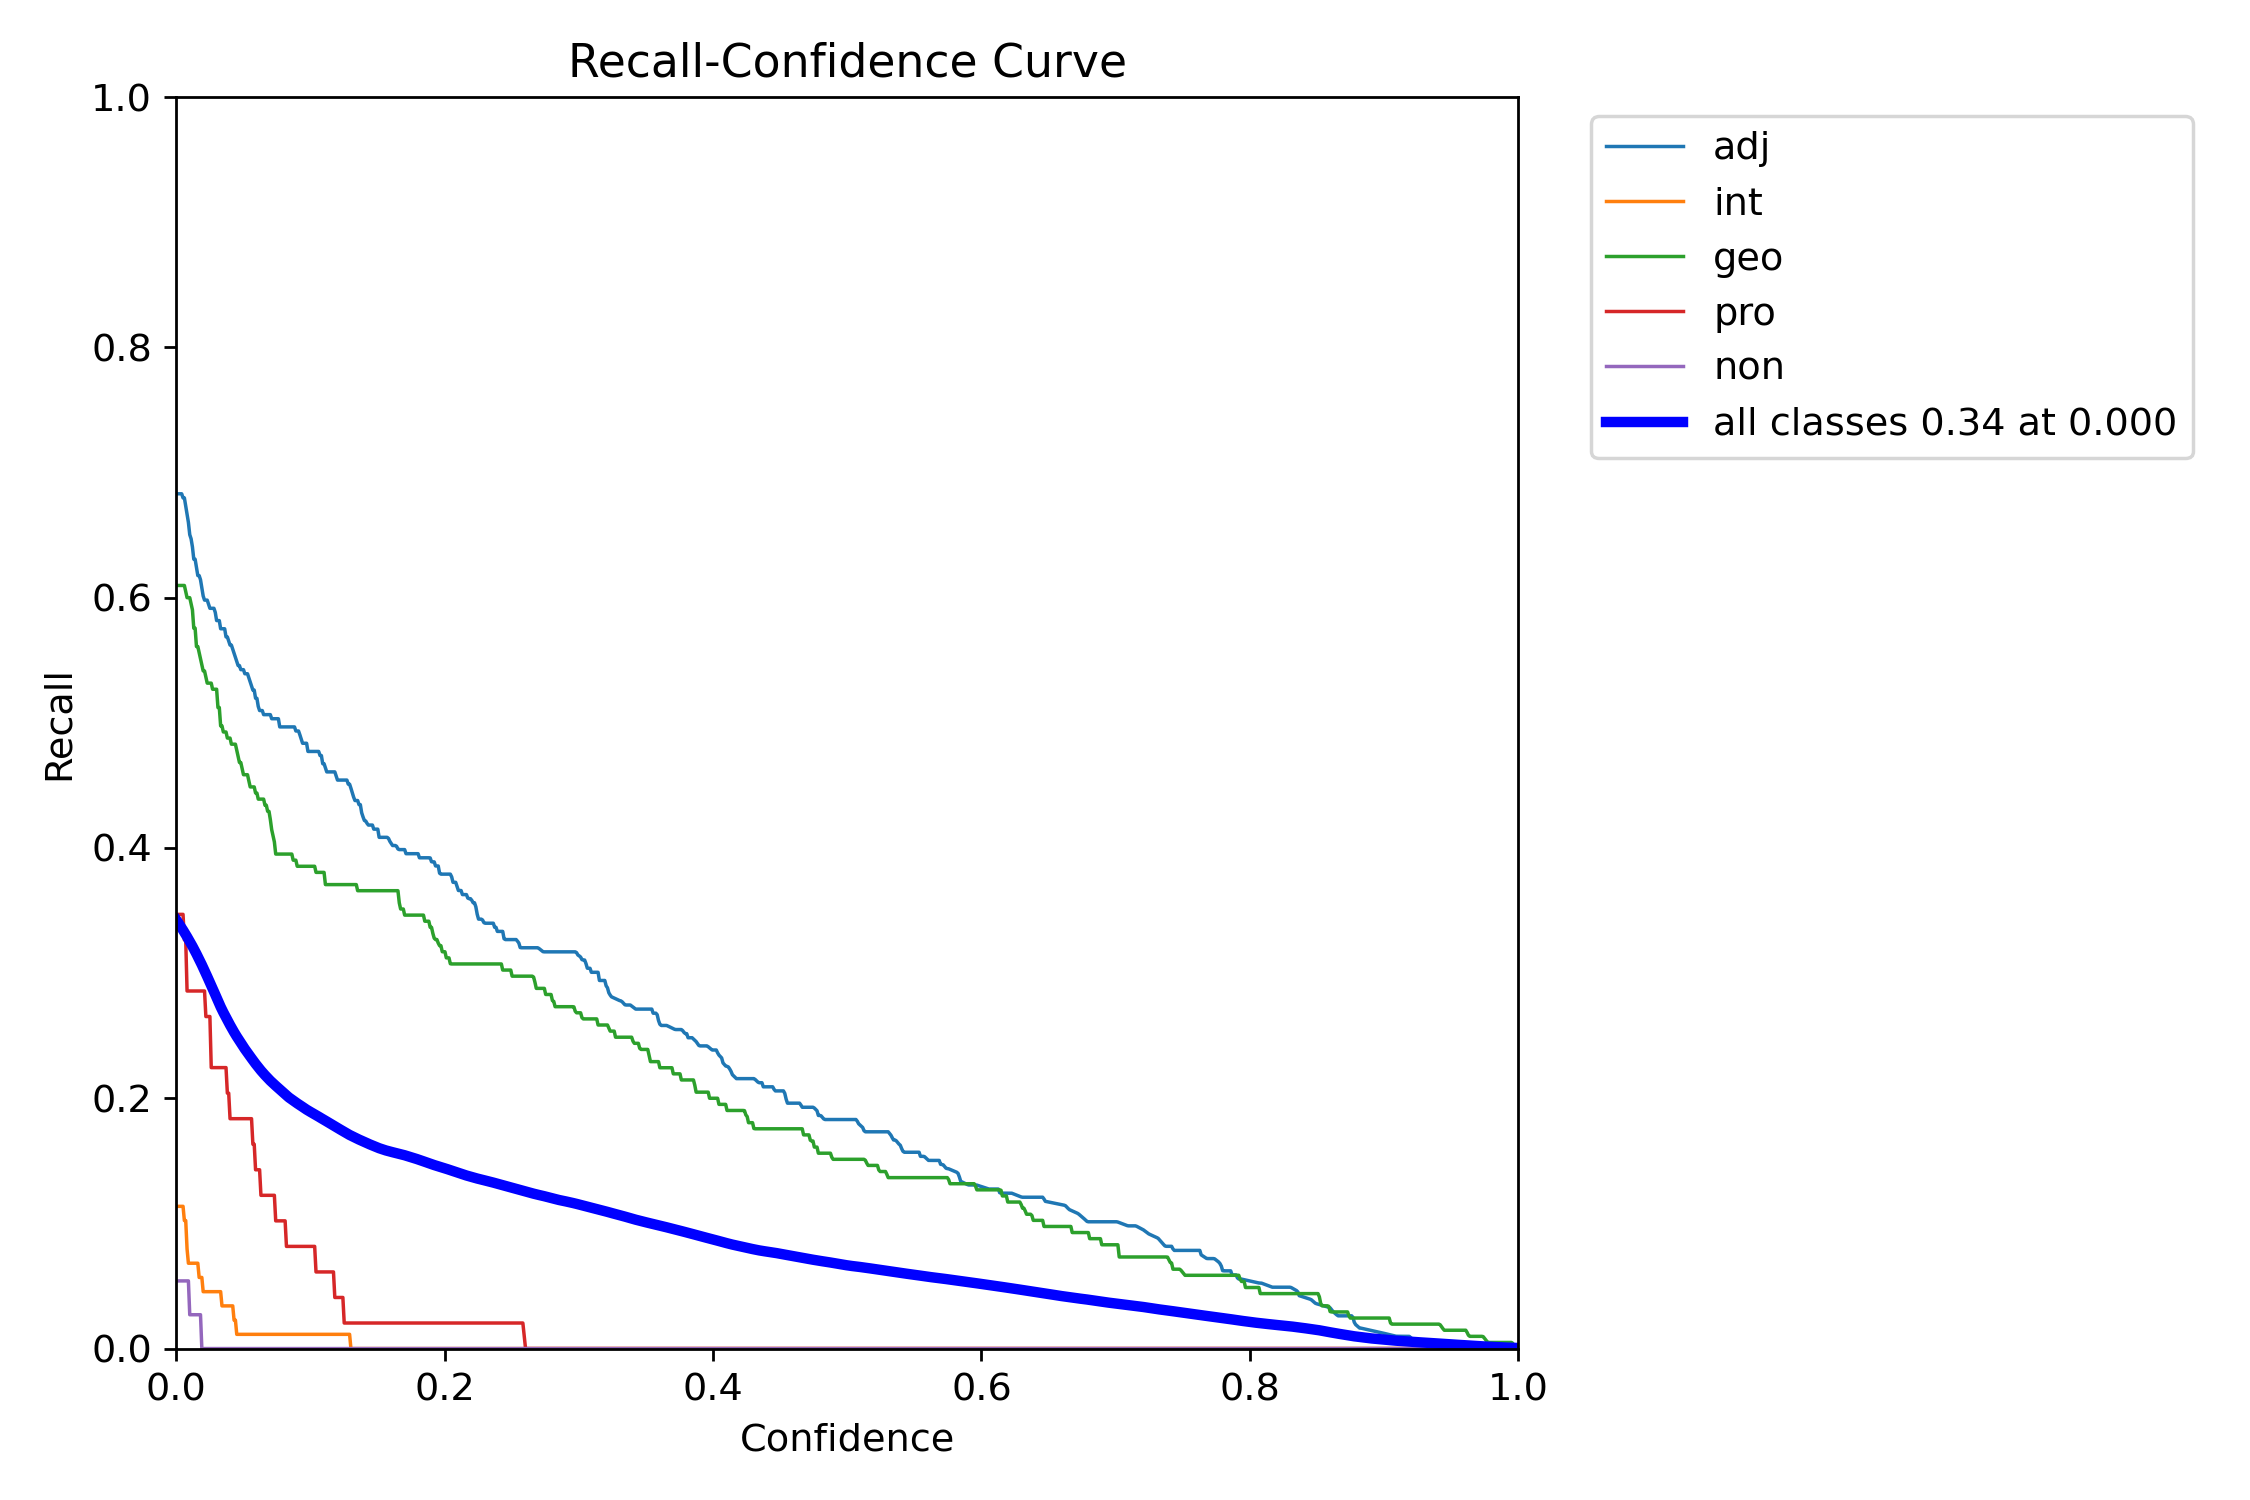 Recall-Confidence Curve
1.0
0.8
0.6
0.4
0.2
0.0
Recall
0.0 0.2 0.4 0.6 0.8 1.0
Confidence
adj
int
geo
pro
non
all classes 0.34 at 0.000